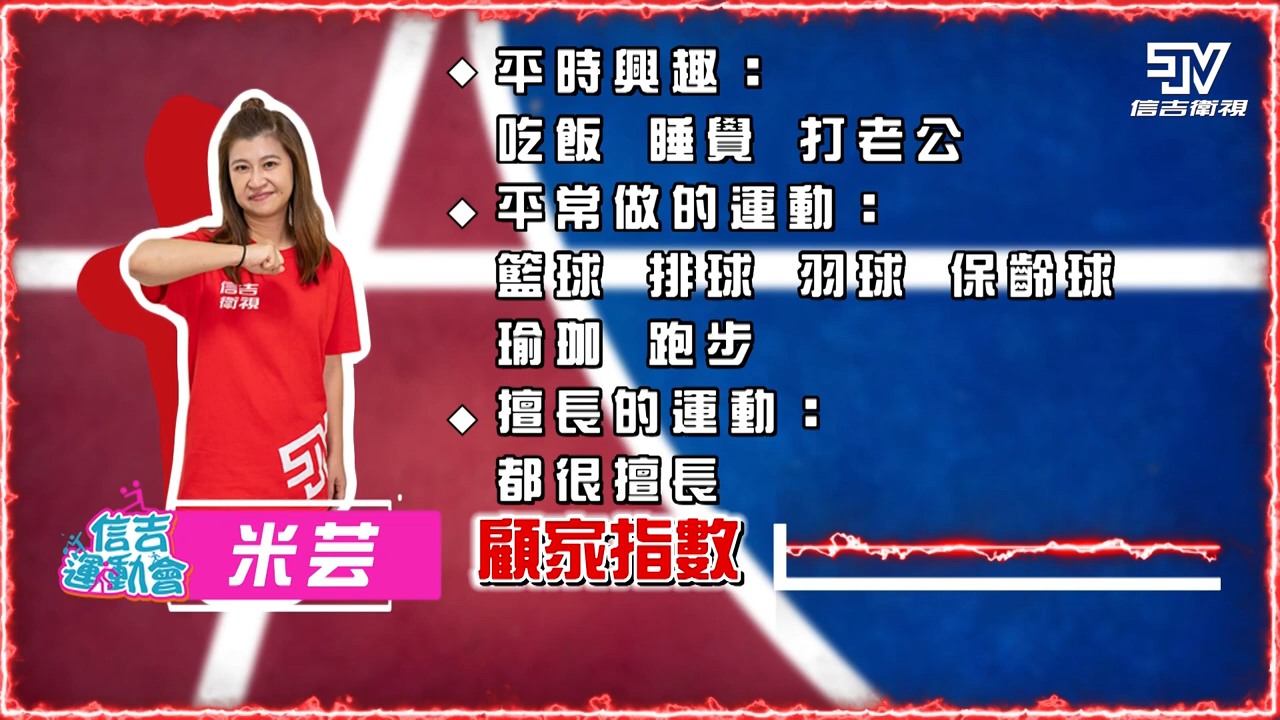 平時興趣：
吃飯 睡覺 打老公
平常做的運動：
籃球 排球 羽球 保齡球
瑜珈 跑步
擅長的運動：
都很擅長
顧家指數
米芸
信吉
運動會
信吉
衛視
SJV
SJV
信吉衛視